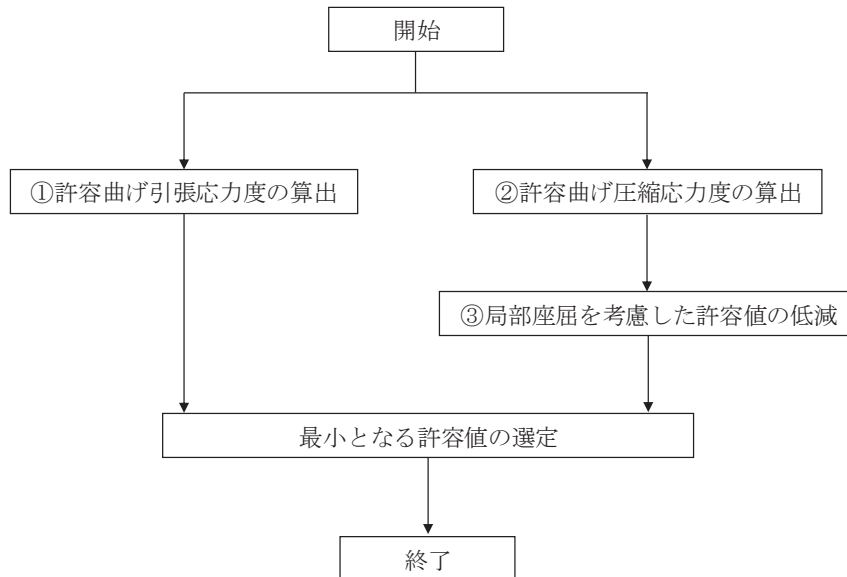 開始
①許容曲げ引張応力度の算出
②許容曲げ圧縮応力度の算出
③局部座屈を考慮した許容値の低減
最小となる許容値の選定
終了